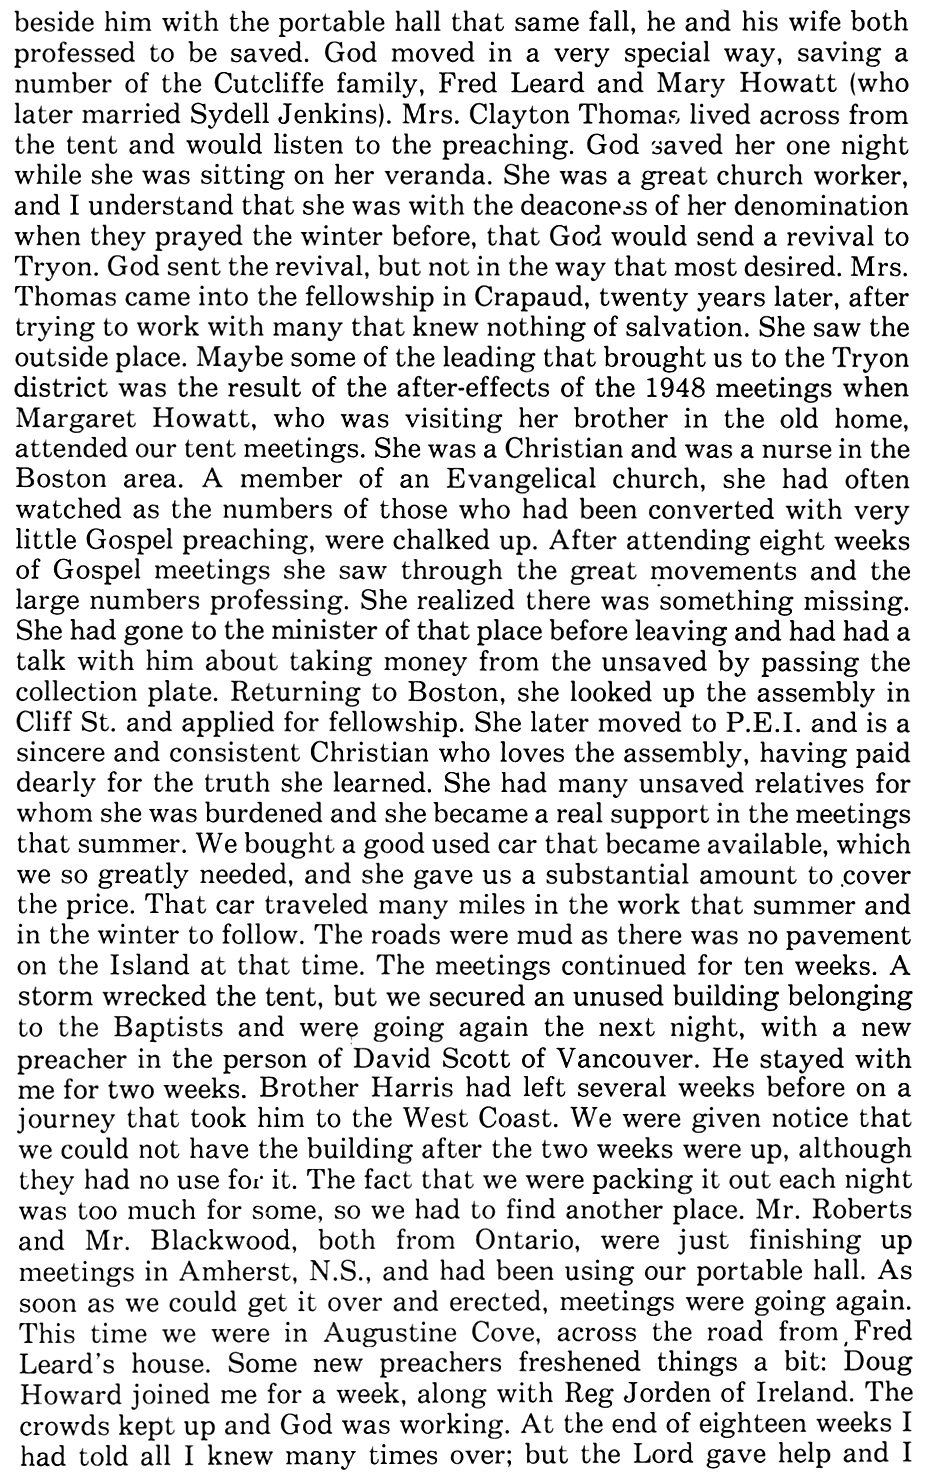 beside him with the portable hall that same fall, he and his wife both
professed to be saved. God moved in a very special way, saving a
number of the Cutcliffe family, Fred Leard and Mary Howatt (who
later married Sydell Jenkins). Mrs. Clayton Thomas lived across from
the tent and would listen to the preaching. God saved her one night
while she was sitting on her veranda. She was a great church worker,
and I understand that she was with the deaconess of her denomination
when they prayed the winter before, that God would send a revival to
Tryon. God sent the revival, but not in the way that most desired. Mrs.
Thomas came into the fellowship in Crapaud, twenty years later, after
trying to work with many that knew nothing of salvation. She saw the
outside place. Maybe some of the leading that brought us to the Tryon
district was the result of the after-effects of the 1948 meetings when
Margaret Howatt, who was visiting her brother in the old home,
attended our tent meetings. She was a Christian and was a nurse in the
Boston area. A member of an Evangelical church, she had often
watched as the numbers of those who had been converted with very
little Gospel preaching, were chalked up. After attending eight weeks
of Gospel meetings she saw through the great movements and the
large numbers professing. She realized there was something missing.
She had gone to the minister of that place before leaving and had had a
talk with him about taking money from the unsaved by passing the
collection plate. Returning to Boston, she looked up the assembly in
Cliff St. and applied for fellowship. She later moved to P.E.I. and is a
sincere and consistent Christian who loves the assembly, having paid
dearly for the truth she learned. She had many unsaved relatives for
whom she was burdened and she became a real support in the meetings
that summer. We bought a good used car that became available, which
we so greatly needed, and she gave us a substantial amount to cover
the price. That car traveled many miles in the work that summer and
in the winter to follow. The roads were mud as there was no pavement
on the Island at that time. The meetings continued for ten weeks. A
storm wrecked the tent, but we secured an unused building belonging
to the Baptists and were going again the next night, with a new
preacher in the person of David Scott of Vancouver. He stayed with
me for two weeks. Brother Harris had left several weeks before on a
journey that took him to the West Coast. We were given notice that
we could not have the building after the two weeks were up, although
they had no use for it. The fact that we were packing it out each night
was too much for some, so we had to find another place. Mr. Roberts
and Mr. Blackwood, both from Ontario, were just finishing up
meetings in Amherst, N.S., and had been using our portable hall. As
soon as we could get it over and erected, meetings were going again.
This time we were in Augustine Cove, across the road from Fred
Leard's house. Some new preachers freshened things a bit: Doug
Howard joined me for a week, along with Reg Jorden of Ireland. The
crowds kept up and God was working. At the end of eighteen weeks I
had told all I knew many times over; but the Lord gave help and I